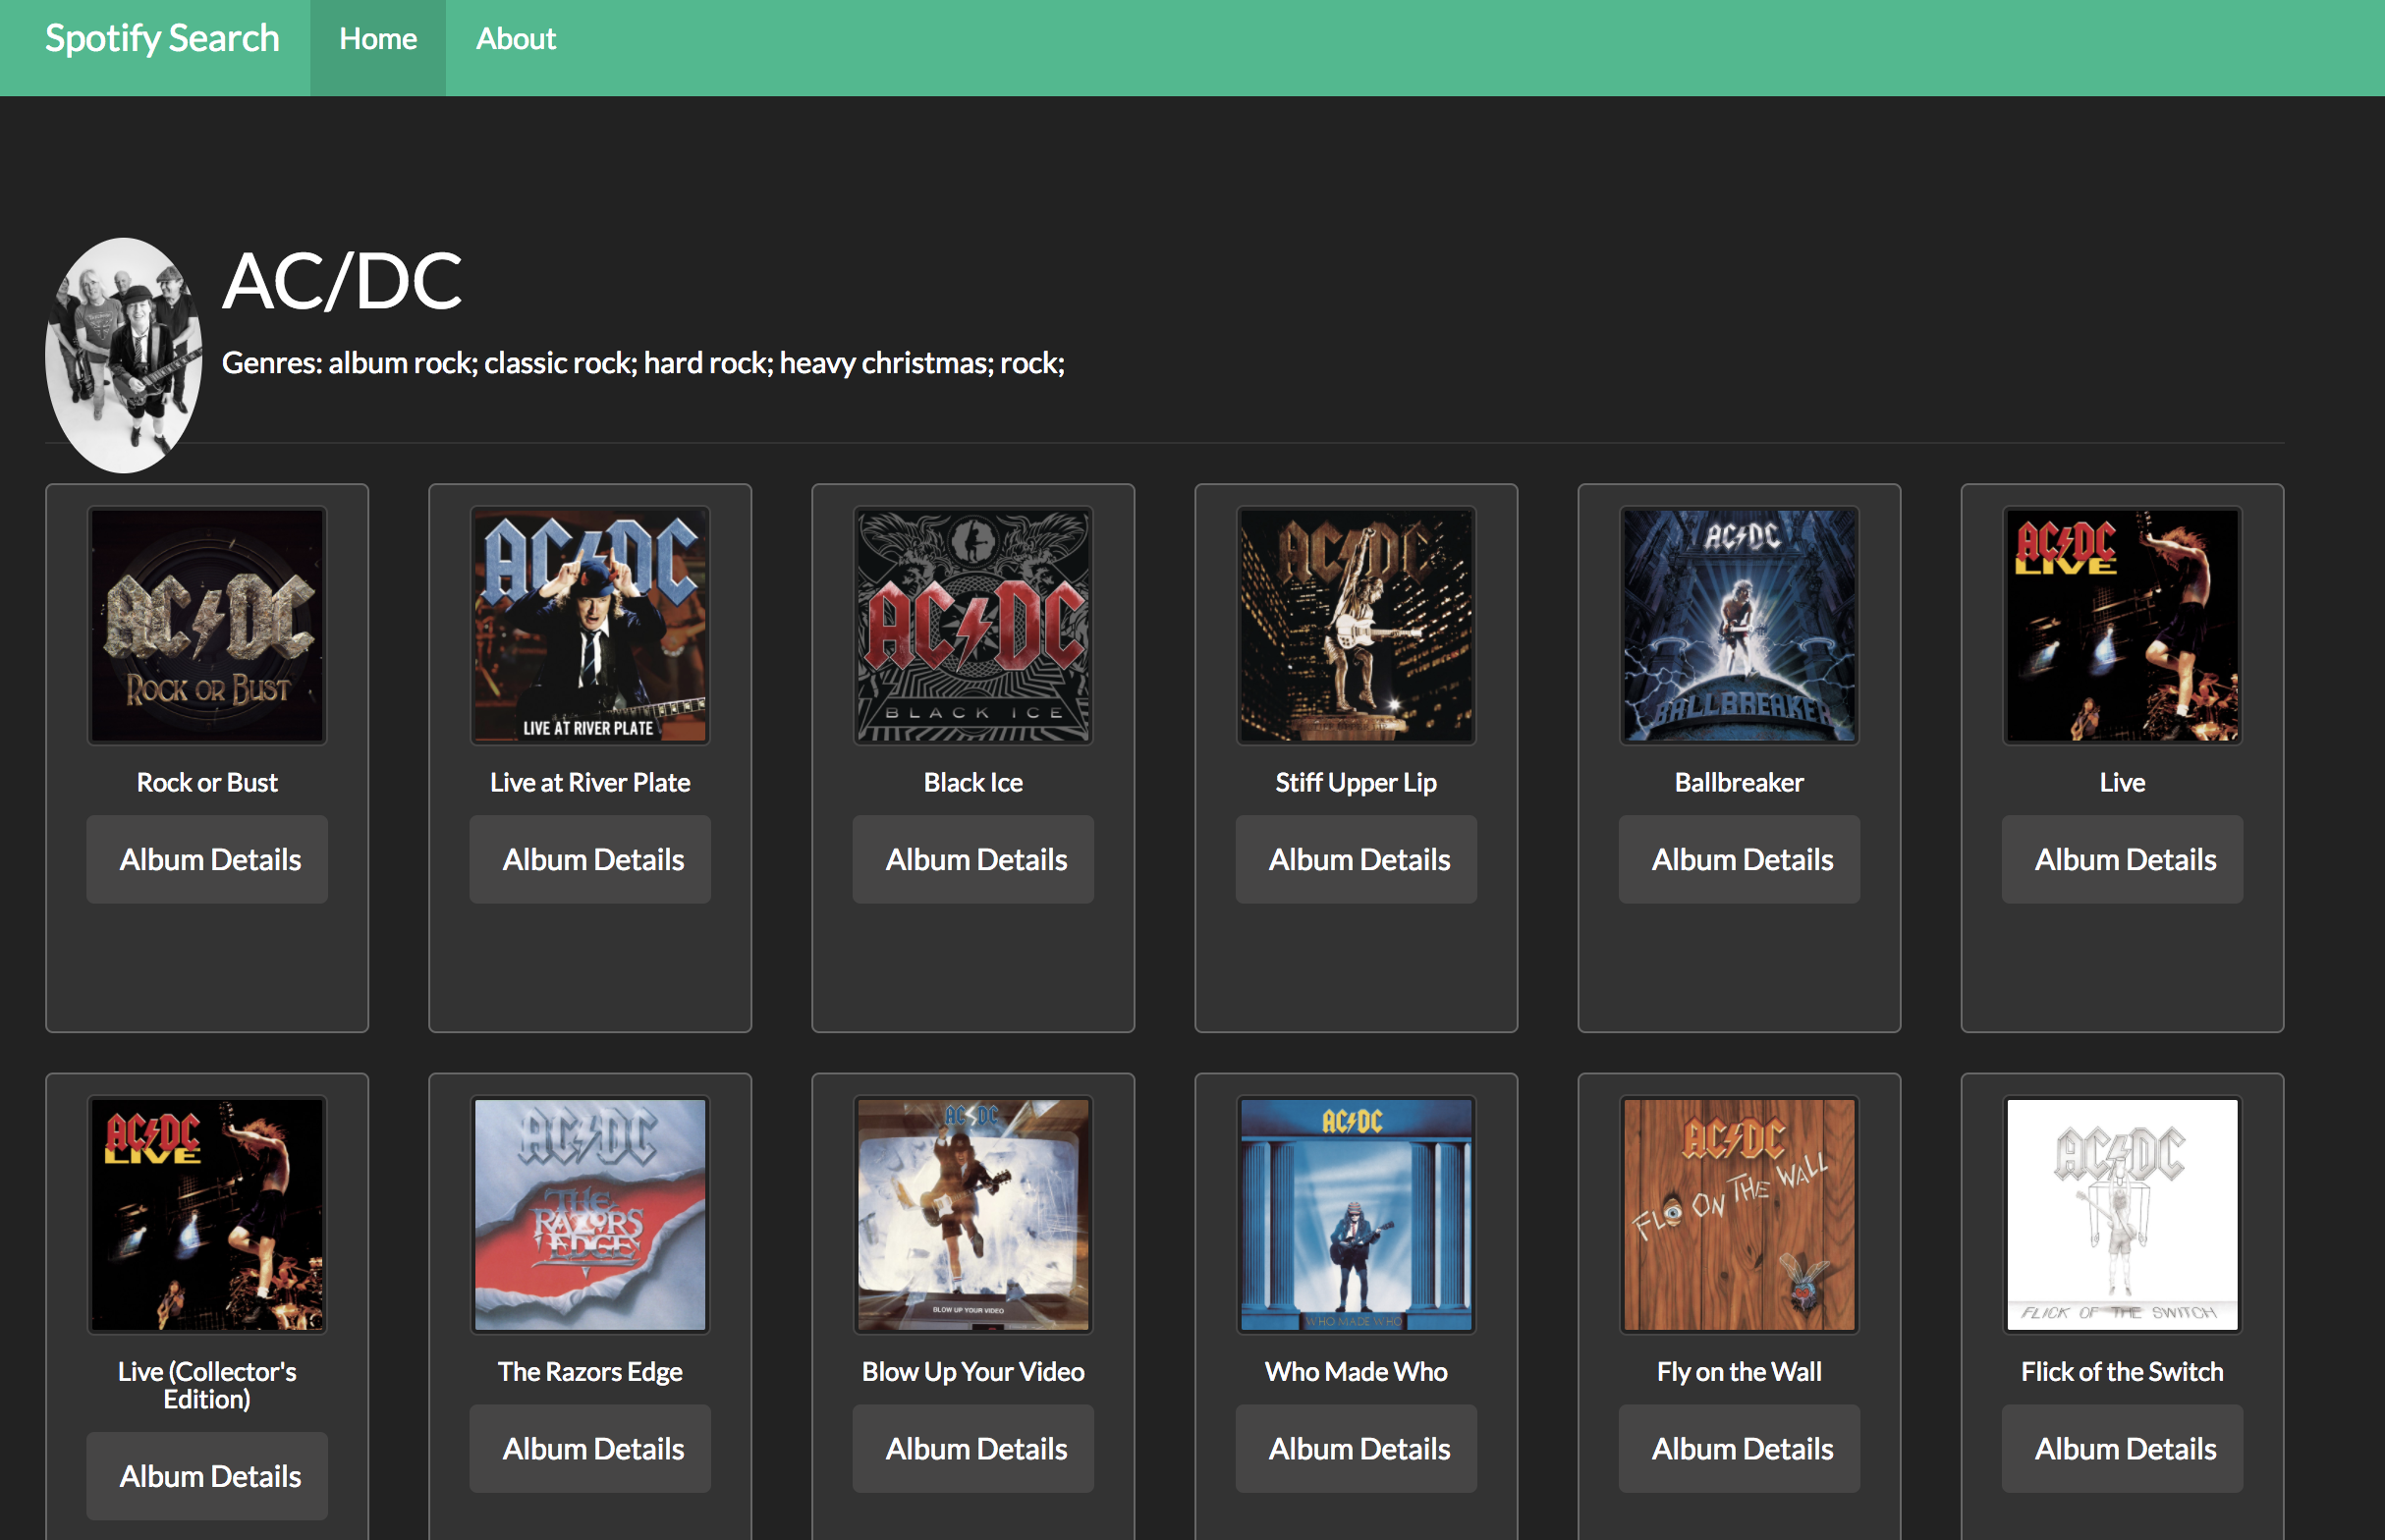 Spotify Search Home About
AC/DC
Genres: album rock; classic rock; hard rock; heavy christmas; rock;
AC DC
ROCK OR BUST
AC DC
LIVE AT RIVER PLATE
AC DC
BLACK ICE
AC DC
AC DC
BALLBREAKER
AC DC
LIVE
Rock or Bust
Live at River Plate
Black Ice
Stiff Upper Lip
Ballbreaker
Live
Album Details
Album Details
Album Details
Album Details
Album Details
Album Details
AC DC
LIVE
AC DC
THE
RAZORS
EDGE
AC DC
BLOW UP YOUR VIDEO
AC DC
WHO MADE WHO
AC DC
FLY ON THE WALL
AC DC
FLICK OF THE SWITCH
Live (Collector's
Edition)
The Razors Edge
Blow Up Your Video
Who Made Who
Fly on the Wall
Flick of the Switch
Album Details
Album Details
Album Details
Album Details
Album Details
Album Details